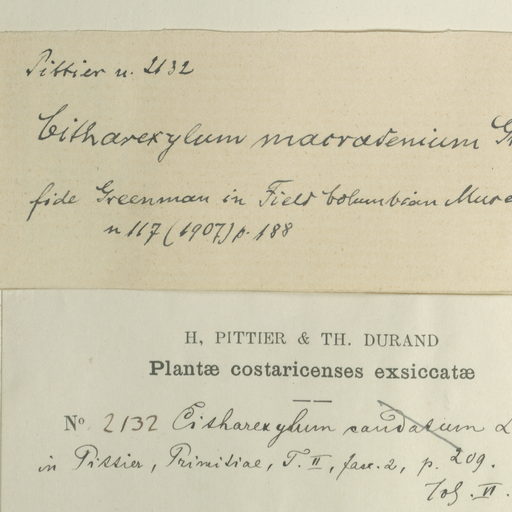 Pittier n. 2132
Citharexylum macradenium
fide Greenman in Field Columbian
n 117 (1907) p. 188
H, PITTIER & TH. DURAND
Plantæ costaricenses exsiccatæ
No 2132 Citharexylum caudatum L
in Pittier, Primitiae, T. II, fasc. 2, p. 209.